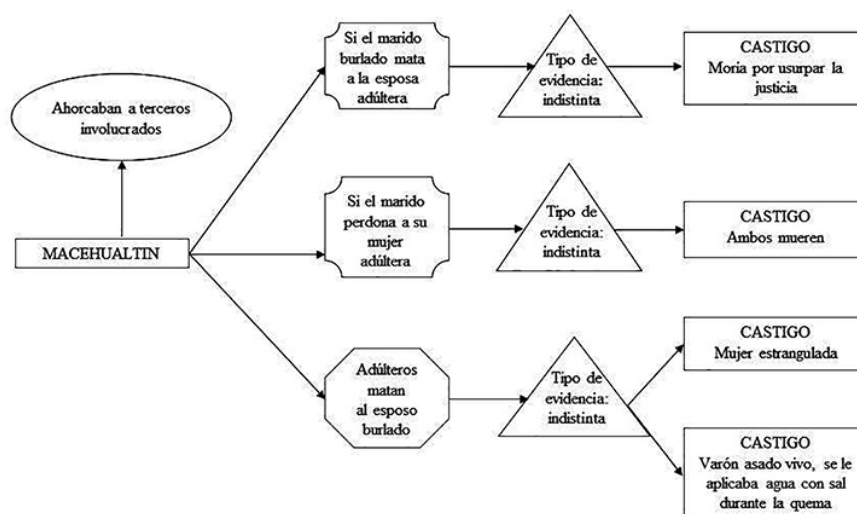 Ahorcaban a terceros
involucrados
MACEHUALTIN
Si el marido
burlado mata
a la esposa
adúltera
Tipo de
evidencia:
indistinta
CASTIGO
Moria por usurpar la
justicia
Si el marido
perdona a su
mujer
adúltera
Tipo de
evidencia:
indistinta
CASTIGO
Ambos mueren
Adúlteros
matan
al esposo
burlado
Tipo de
evidencia:
indistinta
CASTIGO
Mujer estrangulada
CASTIGO
Varón asado vivo, se le
aplicaba agua con sal
durante la quema